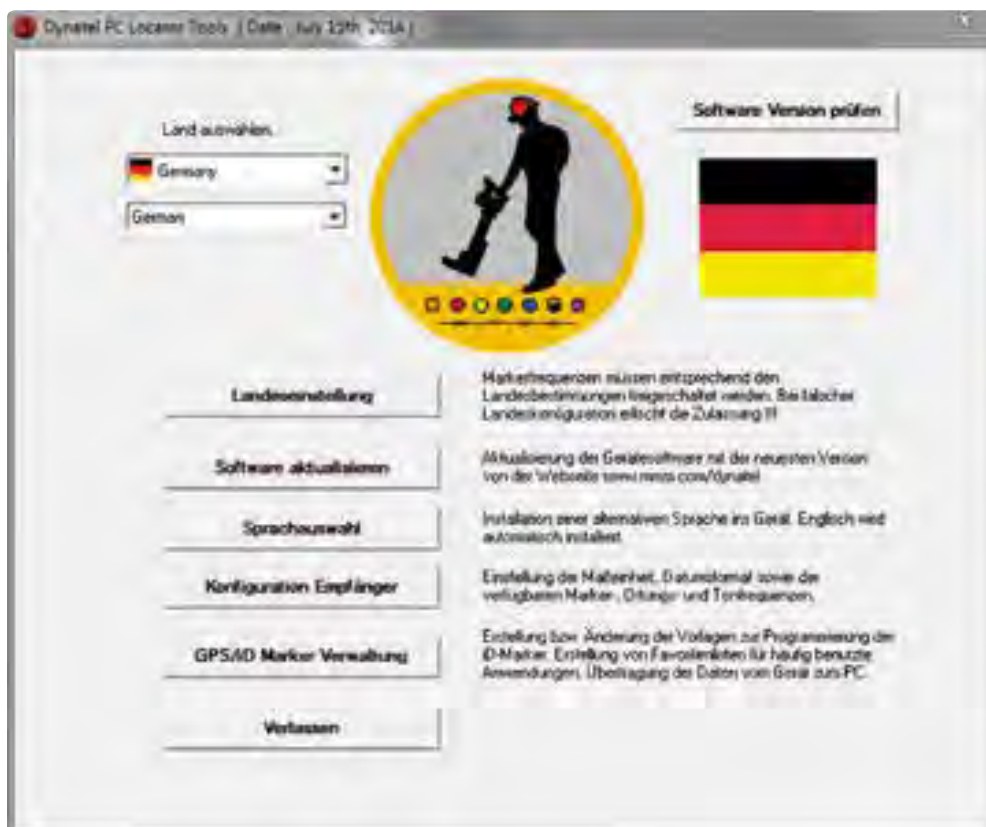 Dynatel PC Locator Tools ( Date : July 15th, 2014 )
Land auswählen.
Germany
German
Software Version prüfen
Landeseinstellung
Markerfrequenzen müssen entsprechend den
Landesbestimmungen freigeschaltet werden. Bei falscher
Landeskonfiguration erlischt die Zulassung !!!
Software aktualisieren
Aktualisierung der Gerätesoftware mit der neuesten Version
von der Webseite
Sprachauswahl
Installation einer alternativen Sprache ins Gerät. Englisch wird
automatisch installiert.
Konfiguration Empfänger
Einstellung der Maßeinheit, Datumsformat sowie der
verfügbaren Marker-, Ortungs- und Tonfrequenzen.
GPS/iD Marker Verwaltung
Erstellung bzw. Änderung der Vorlagen zur Programmierung der
iD-Marker. Erstellung von Favoritenlisten für häufig benutzte
Anwendungen. Übertragung der Daten vom Gerät zum PC.
Verlassen